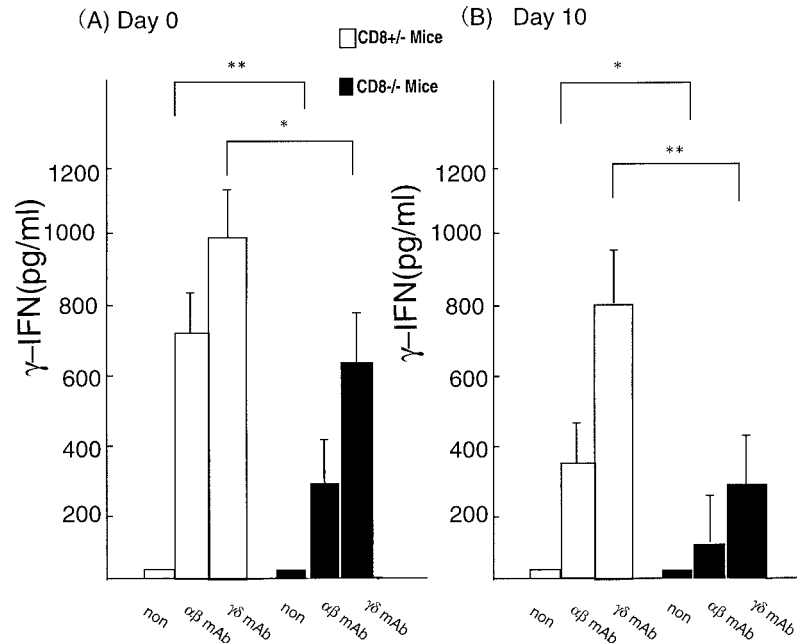 (A) Day 0
CD8+/- Mice
CD8-/- Mice
(B) Day 10
**
*
*
**
γ–IFN(pg/ml)
1200
1000
800
600
400
200
non
αβ mAb
γδ mAb
non
αβ mAb
γδ mAb
γ–IFN(pg/ml)
1200
1000
800
600
400
200
non
αβ mAb
γδ mAb
non
αβ mAb
γδ mAb